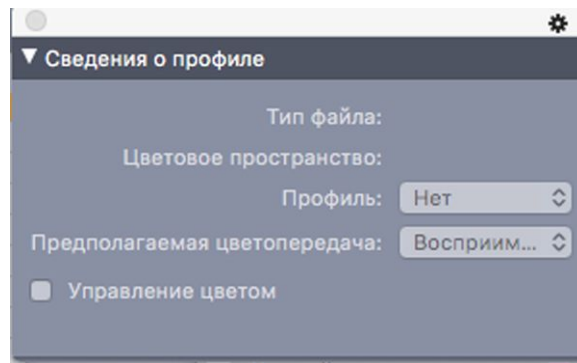 Сведения о профиле
Тип файла:
Цветовое пространство:
Профиль: Нет
Предполагаемая цветопередача: Восприим...
Управление цветом